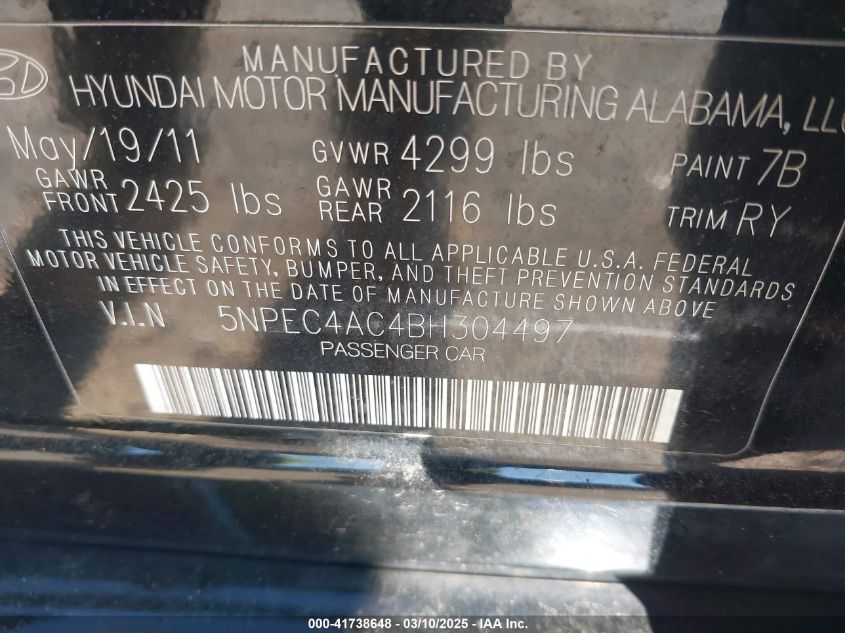 MANUFACTURED BY
HYUNDAI MOTOR MANUFACTURING ALABAMA, LLC
May/19/11 GVWR 4299 lbs PAINT 7B
GAWR FRONT 2425 lbs GAWR REAR 2116 lbs TRIM RY
THIS VEHICLE CONFORMS TO ALL APPLICABLE U.S.A. FEDERAL
MOTOR VEHICLE SAFETY, BUMPER, AND THEFT PREVENTION STANDARDS
IN EFFECT ON THE DATE OF MANUFACTURE SHOWN ABOVE
V.I.N 5NPEC4AC4BH304497
PASSENGER CAR
000-41738648 — 03/10/2025 — IAA Inc.